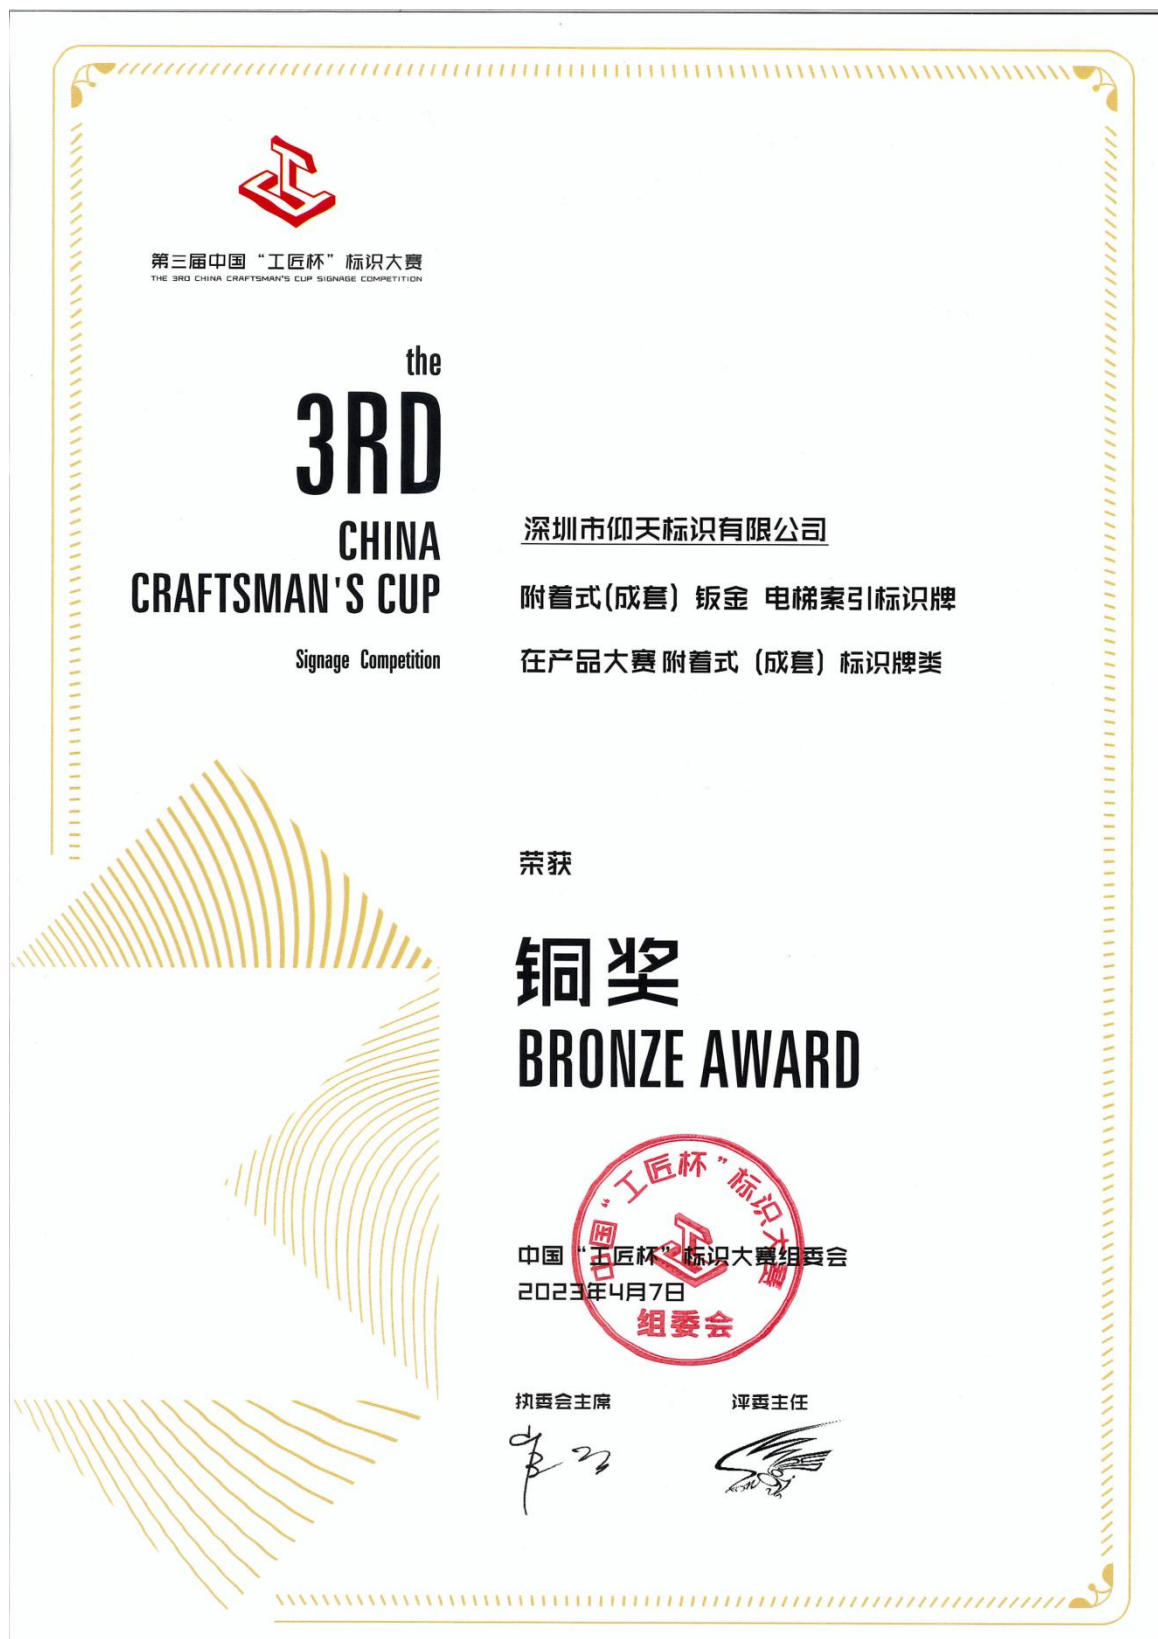 第三届中国“工匠杯”标识大赛
THE 3RD CHINA CRAFTSMAN'S CUP SIGNAGE COMPETITION
the
3RD
CHINA
CRAFTSMAN'S CUP
Signage Competition
深圳市仰天标识有限公司
附着式(成套) 钣金 电梯索引标识牌
在产品大赛 附着式 (成套) 标识牌类
荣获
铜奖
BRONZE AWARD
中国“工匠杯”标识大赛
组委会
中国“工匠杯”标识大赛组委会
2023年4月7日
执委会主席 评委主任